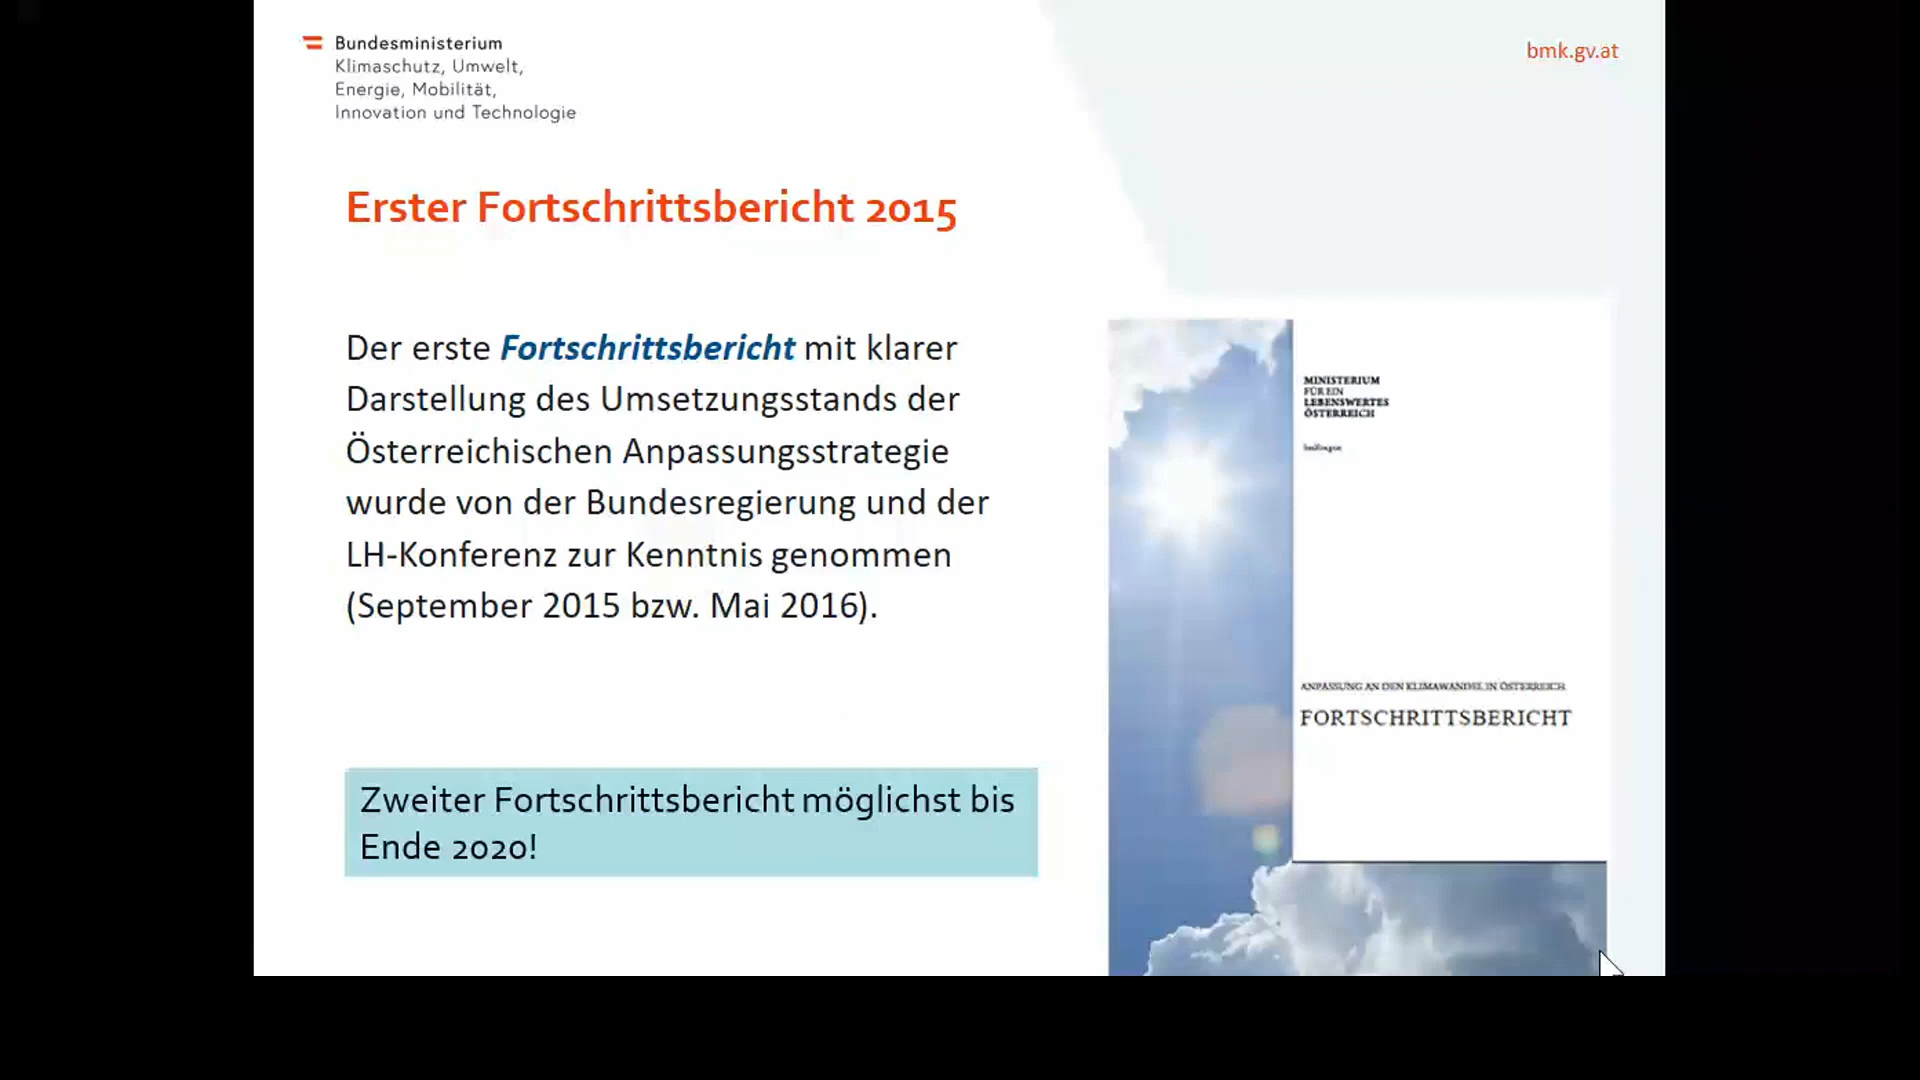 Bundesministerium
Klimaschutz, Umwelt,
Energie, Mobilität,
Innovation und Technologie
bmk.gv.at
Erster Fortschrittsbericht 2015
Der erste Fortschrittsbericht mit klarer
Darstellung des Umsetzungsstands der
Österreichischen Anpassungsstrategie
wurde von der Bundesregierung und der
LH-Konferenz zur Kenntnis genommen
(September 2015 bzw. Mai 2016).
Zweiter Fortschrittsbericht möglichst bis
Ende 2020!
MINISTERIUM
FÜR EIN
LEBENSWERTES
ÖSTERREICH
ANPASSUNG AN DEN KLIMAWANDEL IN ÖSTERREICH
FORTSCHRITTSBERICHT